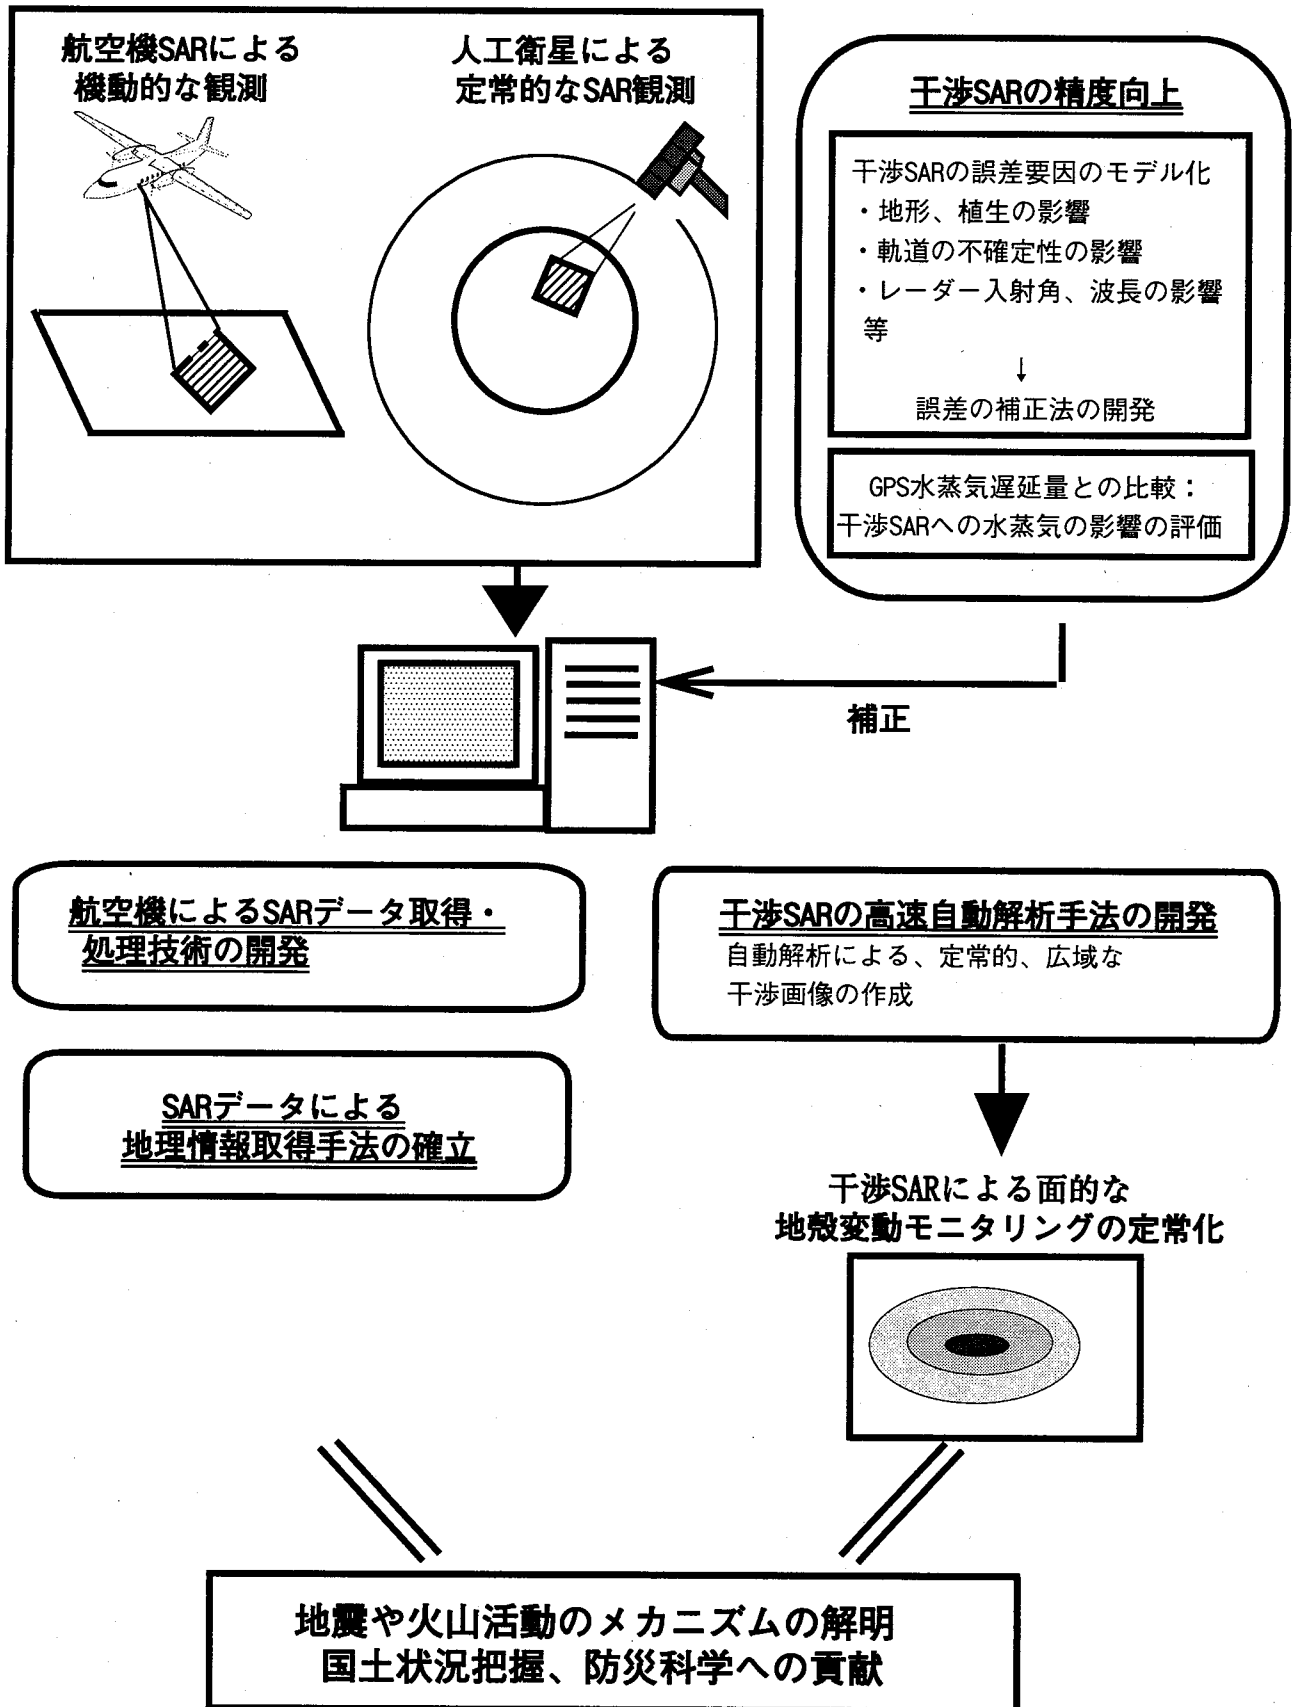 航空機SARによる
機動的な観測
人工衛星による
定常的なSAR観測
干渉SARの精度向上
干渉SARの誤差要因のモデル化
・地形、植生の影響
・軌道の不確定性の影響
・レーダー入射角、波長の影響
等
↓
誤差の補正法の開発
GPS水蒸気遅延量との比較：
干渉SARへの水蒸気の影響の評価
補正
航空機によるSARデータ取得・
処理技術の開発
SARデータによる
地理情報取得手法の確立
干渉SARの高速自動解析手法の開発
自動解析による、定常的、広域な
干渉画像の作成
干渉SARによる面的な
地殻変動モニタリングの定常化
地震や火山活動のメカニズムの解明
国土状況把握、防災科学への貢献